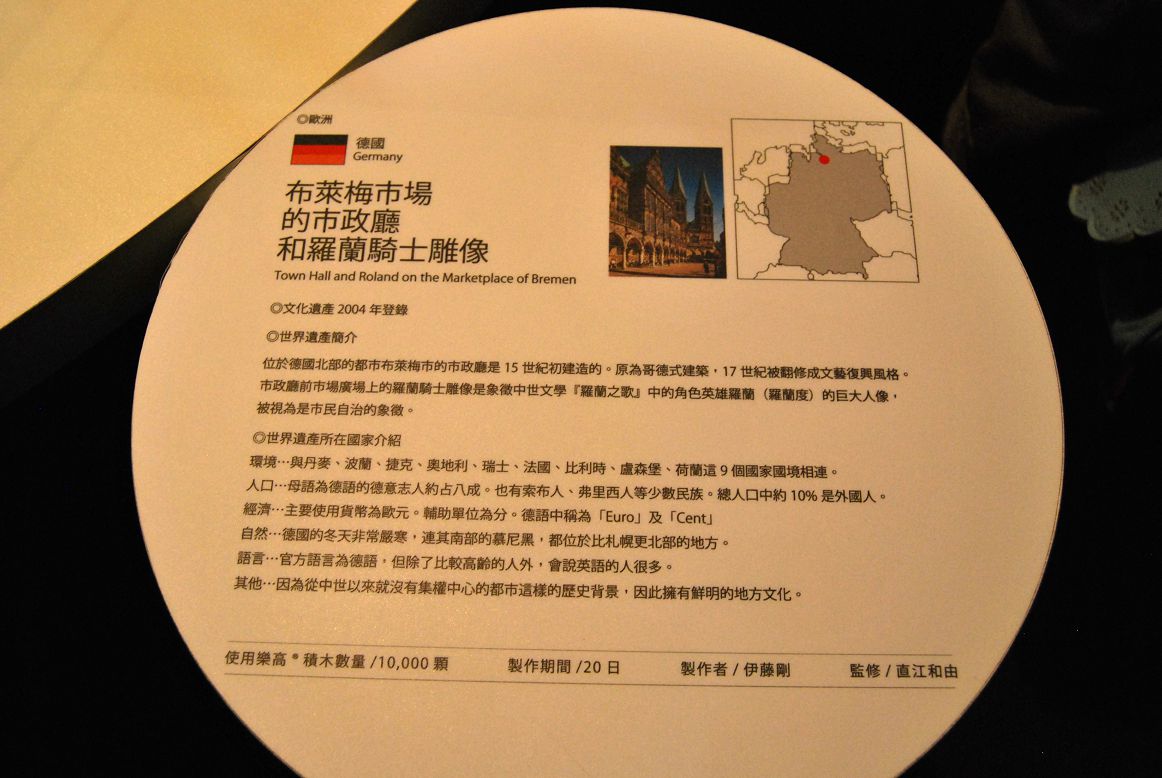 ◎歐洲
德國
Germany
布萊梅市場
的市政廳
和羅蘭騎士雕像
Town Hall and Roland on the Marketplace of Bremen
◎文化遺產 2004 年登錄
◎世界遺產簡介
位於德國北部的都市布萊梅市的市政廳是 15 世紀初建造的。原為哥德式建築，17 世紀被翻修成文藝復興風格。
市政廳前市場廣場上的羅蘭騎士雕像是象徵中世文學『羅蘭之歌』中的角色英雄羅蘭（羅蘭度）的巨大人像，
被視為是市民自治的象徵。
◎世界遺產所在國家介紹
環境…與丹麥、波蘭、捷克、奧地利、瑞士、法國、比利時、盧森堡、荷蘭這 9 個國家國境相連。
人口…母語為德語的德意志人約占八成。也有索布人、弗里西人等少數民族。總人口中約 10% 是外國人。
經濟…主要使用貨幣為歐元。輔助單位為分。德語中稱為「Euro」及「Cent」
自然…德國的冬天非常嚴寒，連其南部的慕尼黑，都位於比札幌更北部的地方。
語言…官方語言為德語，但除了比較高齡的人外，會說英語的人很多。
其他…因為從中世以來就沒有集權中心的都市這樣的歷史背景，因此擁有鮮明的地方文化。
使用樂高®積木數量 /10,000 顆 製作期間 /20 日 製作者 / 伊藤剛 監修 / 直江和由